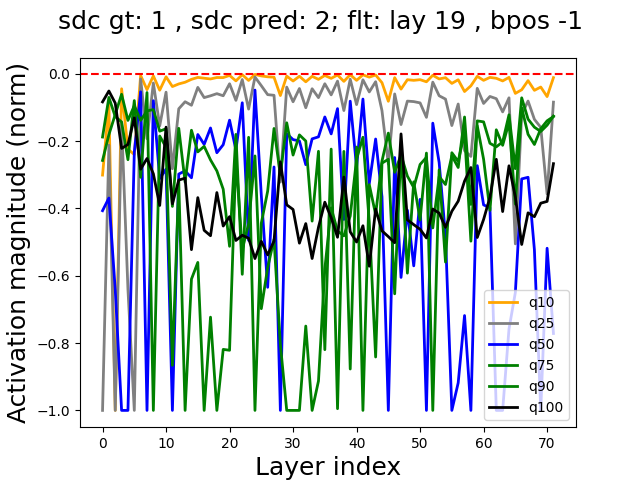 sdc gt: 1 , sdc pred: 2; flt: lay 19 , bpos -1
Activation magnitude (norm)
0.0
−0.2
−0.4
−0.6
−0.8
−1.0
0 10 20 30 40 50 60 70
Layer index
q10
q25
q50
q75
q90
q100